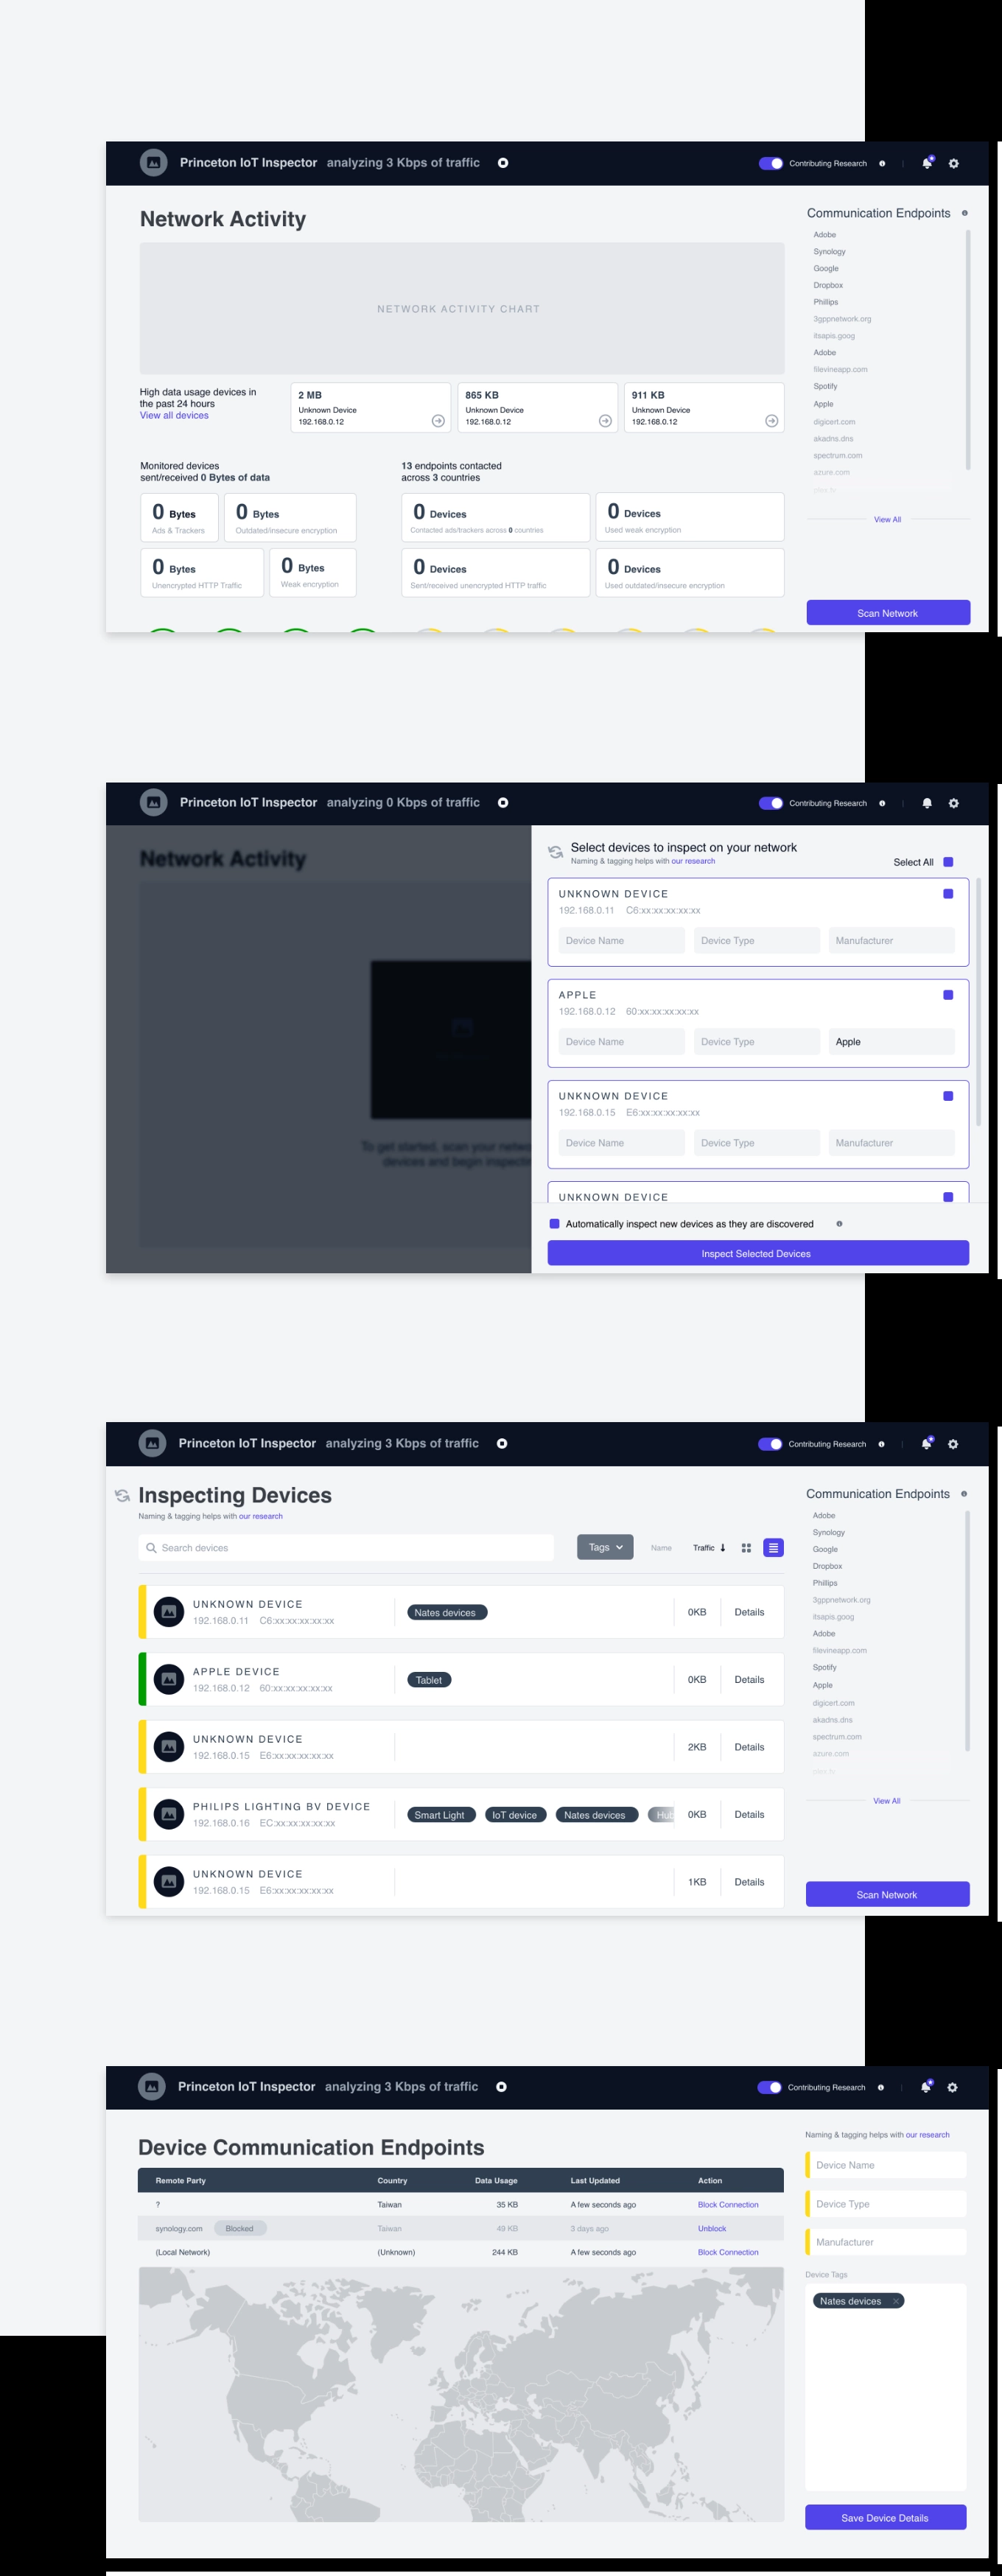 Princeton IoT Inspector analyzing 3 Kbps of traffic
Contributing Research
Network Activity
NETWORK ACTIVITY CHART
High data usage devices in
the past 24 hours
View all devices
2 MB
Unknown Device
192.168.0.12
865 KB
Unknown Device
192.168.0.12
911 KB
Unknown Device
192.168.0.12
Monitored devices
sent/received 0 Bytes of data
0 Bytes
Ads & Trackers
0 Bytes
Outdated/insecure encryption
0 Bytes
Unencrypted HTTP Traffic
0 Bytes
Weak encryption
13 endpoints contacted
across 3 countries
0 Devices
Contacted ads/trackers across 0 countries
0 Devices
Used weak encryption
0 Devices
Sent/received unencrypted HTTP traffic
0 Devices
Used outdated/insecure encryption
Communication Endpoints
Adobe
Synology
Google
Dropbox
Phillips
3gppnetwork.org
itsapis.goog
Adobe
filevineapp.com
Spotify
Apple
digicert.com
akadns.dns
spectrum.com
azure.com
View All
Scan Network
Princeton IoT Inspector analyzing 0 Kbps of traffic
Contributing Research
Network Activity
To get started, scan your netwo
devices and begin inspectin
Select devices to inspect on your network
Naming & tagging helps with our research
Select All
UNKNOWN DEVICE
192.168.0.11 C6:xx:xx:xx:xx:xx
Device Name Device Type Manufacturer
APPLE
192.168.0.12 60:xx:xx:xx:xx:xx
Device Name Device Type Apple
UNKNOWN DEVICE
192.168.0.15 E6:xx:xx:xx:xx:xx
Device Name Device Type Manufacturer
UNKNOWN DEVICE
Automatically inspect new devices as they are discovered
Inspect Selected Devices
Princeton IoT Inspector analyzing 3 Kbps of traffic
Contributing Research
Inspecting Devices
Naming & tagging helps with our research
Search devices
Tags Name Traffic
UNKNOWN DEVICE
192.168.0.11 C6:xx:xx:xx:xx:xx
Nates devices
0KB Details
APPLE DEVICE
192.168.0.12 60:xx:xx:xx:xx:xx
Tablet
0KB Details
UNKNOWN DEVICE
192.168.0.15 E6:xx:xx:xx:xx:xx
2KB Details
PHILIPS LIGHTING BV DEVICE
192.168.0.16 EC:xx:xx:xx:xx:xx
Smart Light IoT device Nates devices Hub
0KB Details
UNKNOWN DEVICE
192.168.0.15 E6:xx:xx:xx:xx:xx
1KB Details
Communication Endpoints
Adobe
Synology
Google
Dropbox
Phillips
3gppnetwork.org
itsapis.goog
Adobe
filevineapp.com
Spotify
Apple
digicert.com
akadns.dns
spectrum.com
azure.com
View All
Scan Network
Princeton IoT Inspector analyzing 3 Kbps of traffic
Contributing Research
Device Communication Endpoints
Remote Party Country Data Usage Last Updated Action
? Taiwan 35 KB A few seconds ago Block Connection
synology.com Blocked Taiwan 49 KB 3 days ago Unblock
(Local Network) (Unknown) 244 KB A few seconds ago Block Connection
Naming & tagging helps with our research
Device Name
Device Type
Manufacturer
Device Tags
Nates devices
Save Device Details